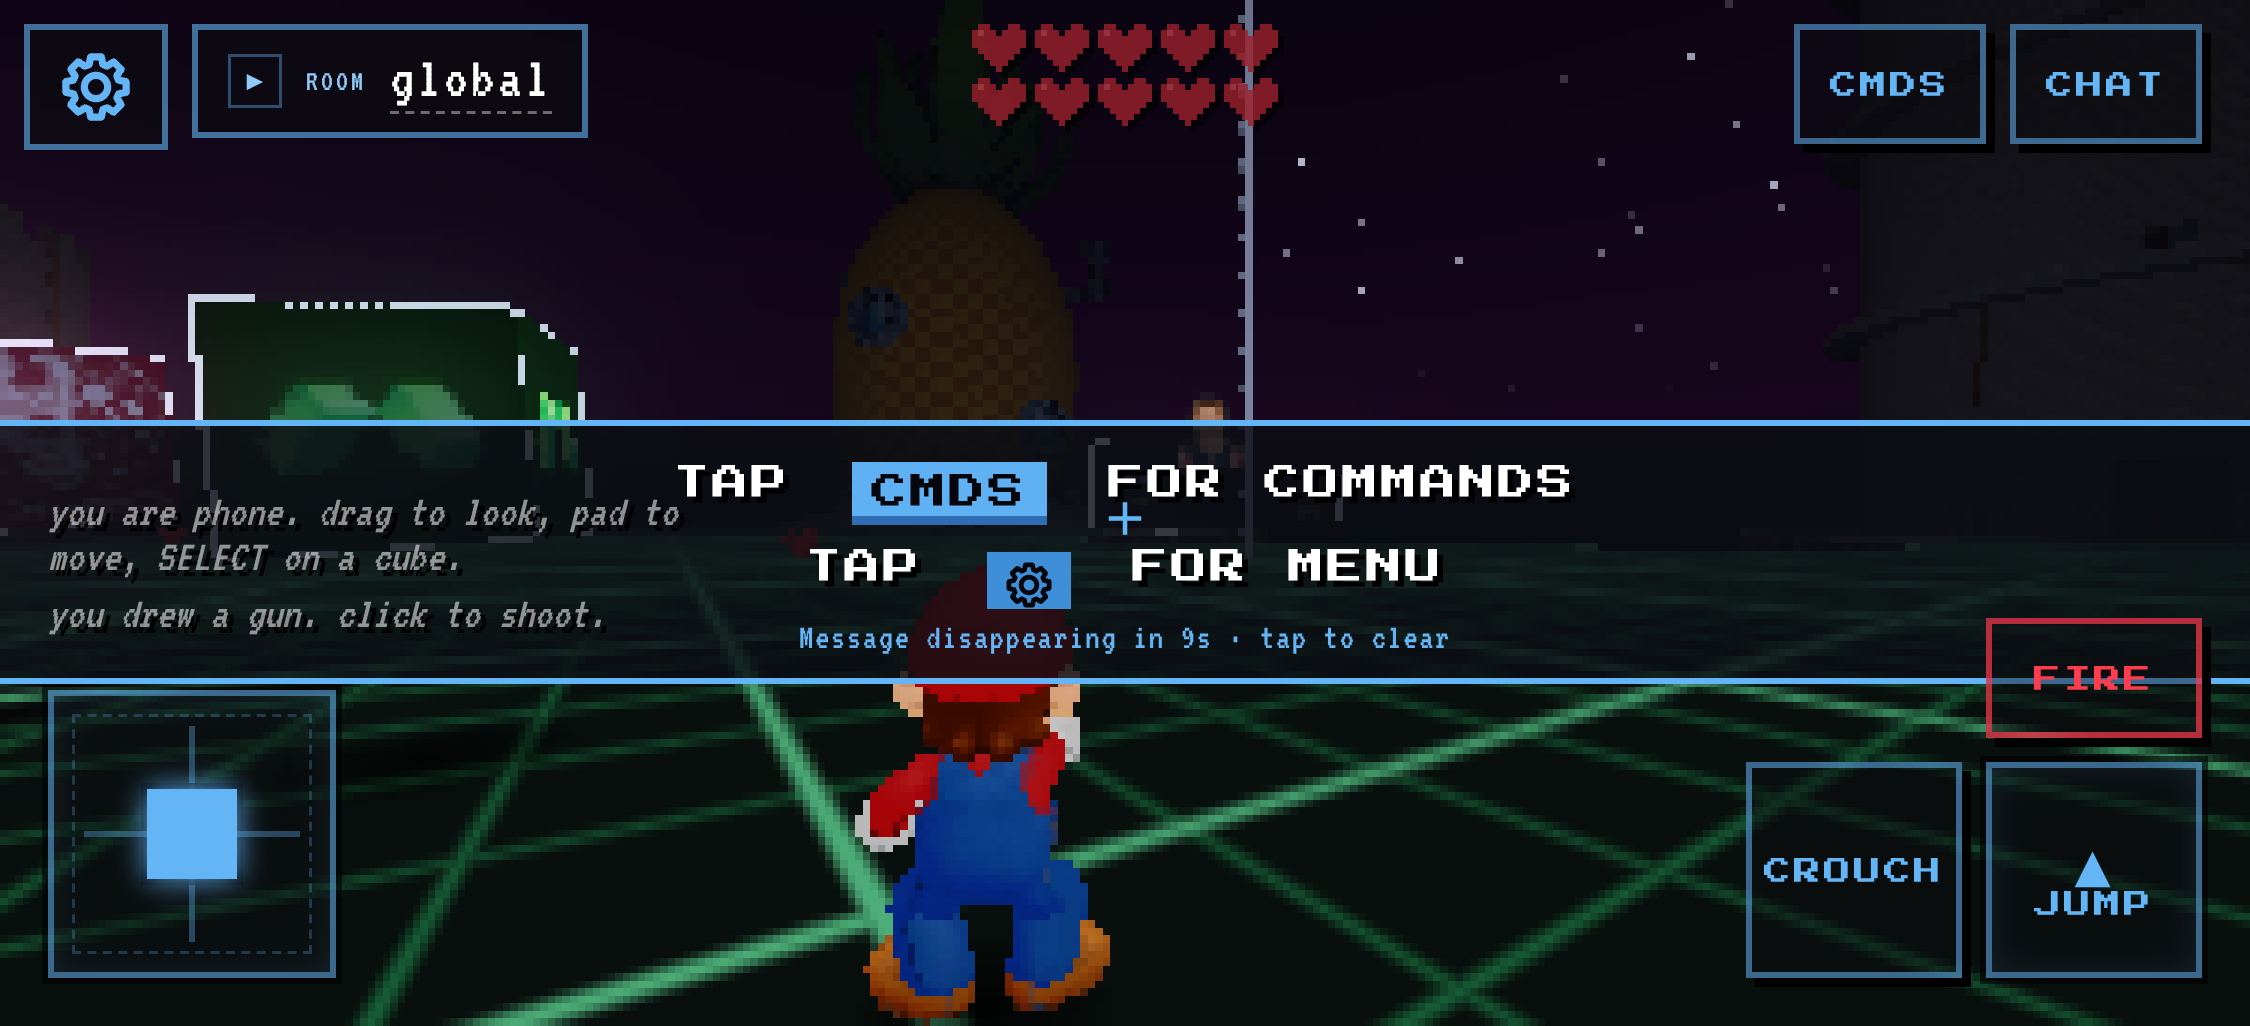 ROOM global
CMDS
CHAT
TAP CMDS FOR COMMANDS
TAP FOR MENU
Message disappearing in 9s · tap to clear
you are phone. drag to look, pad to
move, SELECT on a cube.
you drew a gun. click to shoot.
FIRE
CROUCH
JUMP